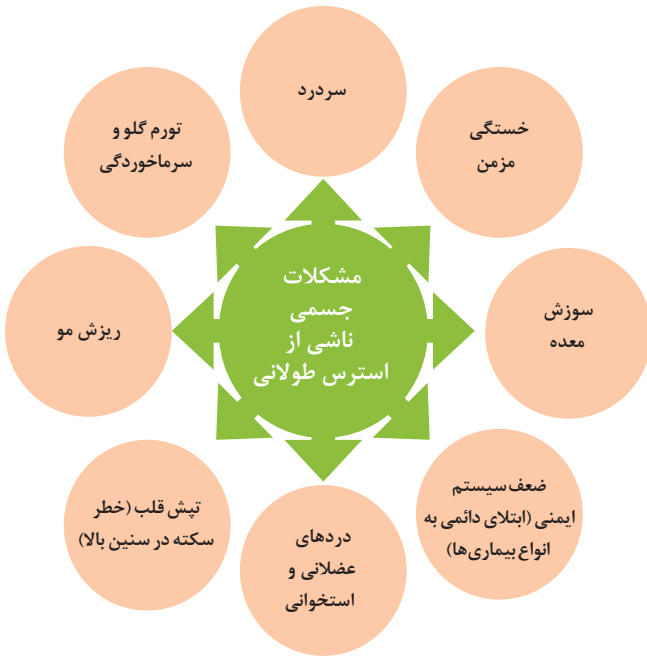 سردرد
خستگی
مزمن
سوزش
معده
ضعف سیستم
ایمنی (ابتلای دائمی به
انواع بیماری‌ها)
دردهای
عضلانی و
استخوانی
تپش قلب (خطر
سکته در سنین بالا)
ریزش مو
تورم گلو و
سرماخوردگی
مشکلات
جسمی
ناشی از
استرس طولانی